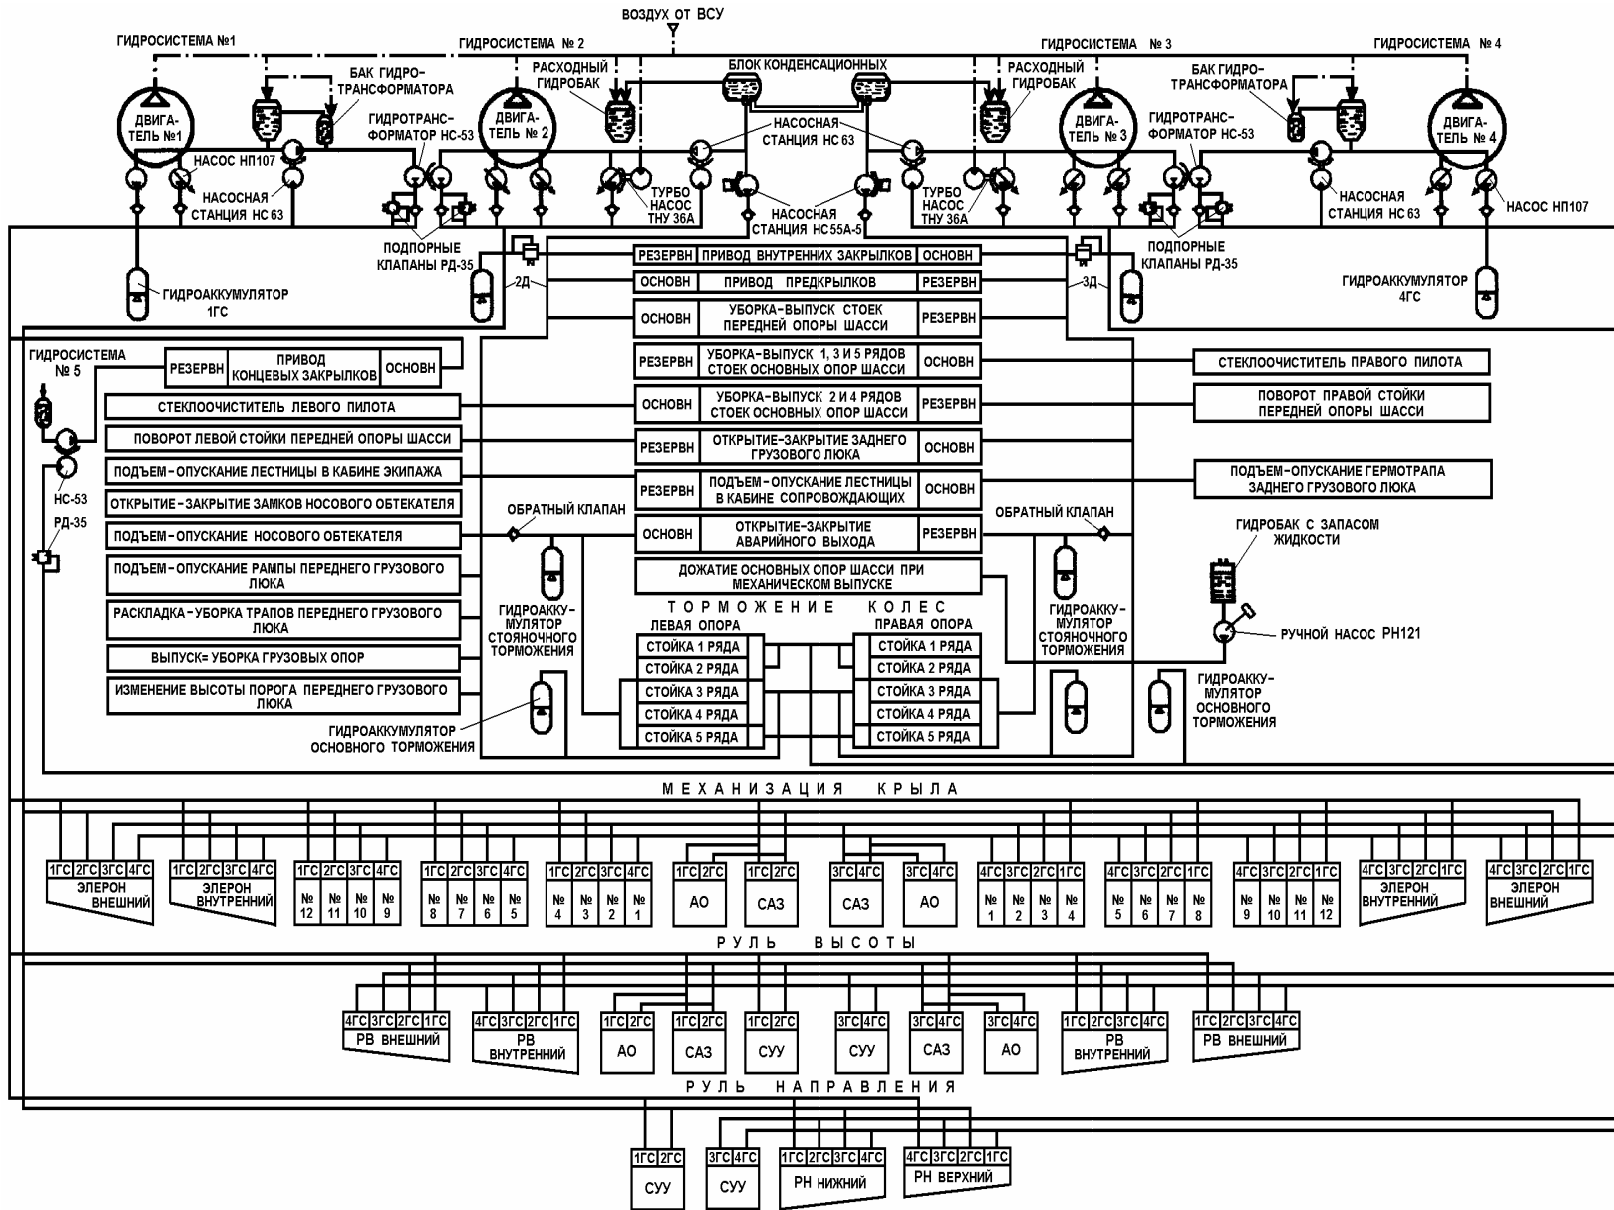 ВОЗДУХ ОТ ВСУ
ГИДРОСИСТЕМА №1
ГИДРОСИСТЕМА № 2
ГИДРОСИСТЕМА № 3
ГИДРОСИСТЕМА № 4
БАК ГИДРО-
ТРАНСФОРМАТОРА
РАСХОДНЫЙ
ГИДРОБАК
БЛОК КОНДЕНСАЦИОННЫХ
РАСХОДНЫЙ
ГИДРОБАК
БАК ГИДРО-
ТРАНСФОРМАТОРА
ДВИГА-
ТЕЛЬ №1
ГИДРОТРАНС-
ФОРМАТОР НС-53
ДВИГА-
ТЕЛЬ № 2
НАСОСНАЯ
СТАНЦИЯ НС 63
ДВИГА-
ТЕЛЬ № 3
ГИДРОТРАНС-
ФОРМАТОР НС-53
ДВИГА-
ТЕЛЬ № 4
НАСОС НП107
НАСОСНАЯ
СТАНЦИЯ НС 63
ТУРБО
НАСОС
ТНУ 36А
НАСОСНАЯ
СТАНЦИЯ НС55А-5
ТУРБО
НАСОС
ТНУ 36А
НАСОСНАЯ
СТАНЦИЯ НС 63
НАСОС НП107
ПОДПОРНЫЕ
КЛАПАНЫ РД-35
ПОДПОРНЫЕ
КЛАПАНЫ РД-35
ГИДРОАККУМУЛЯТОР
1ГС
2Д
3Д
ГИДРОАККУМУЛЯТОР
4ГС
РЕЗЕРВН ПРИВОД ВНУТРЕННИХ ЗАКРЫЛКОВ ОСНОВН
ОСНОВН ПРИВОД ПРЕДКРЫЛКОВ РЕЗЕРВН
ОСНОВН УБОРКА-ВЫПУСК СТОЕК РЕЗЕРВН
ПЕРЕДНЕЙ ОПОРЫ ШАССИ
РЕЗЕРВН УБОРКА-ВЫПУСК 1, 3 И 5 РЯДОВ ОСНОВН
СТОЕК ОСНОВНЫХ ОПОР ШАССИ
ОСНОВН УБОРКА-ВЫПУСК 2 И 4 РЯДОВ РЕЗЕРВН
СТОЕК ОСНОВНЫХ ОПОР ШАССИ
РЕЗЕРВН ОТКРЫТИЕ-ЗАКРЫТИЕ ЗАДНЕГО ОСНОВН
ГРУЗОВОГО ЛЮКА
РЕЗЕРВН ПОДЪЕМ-ОПУСКАНИЕ ЛЕСТНИЦЫ ОСНОВН
В КАБИНЕ СОПРОВОЖДАЮЩИХ
ОСНОВН ОТКРЫТИЕ-ЗАКРЫТИЕ РЕЗЕРВН
АВАРИЙНОГО ВЫХОДА
ДОЖАТИЕ ОСНОВНЫХ ОПОР ШАССИ ПРИ
МЕХАНИЧЕСКОМ ВЫПУСКЕ
ГИДРОСИСТЕМА
№ 5
РЕЗЕРВН ПРИВОД ОСНОВН
КОНЦЕВЫХ ЗАКРЫЛКОВ
СТЕКЛООЧИСТИТЕЛЬ ЛЕВОГО ПИЛОТА
ПОВОРОТ ЛЕВОЙ СТОЙКИ ПЕРЕДНЕЙ ОПОРЫ ШАССИ
ПОДЪЕМ-ОПУСКАНИЕ ЛЕСТНИЦЫ В КАБИНЕ ЭКИПАЖА
ОТКРЫТИЕ-ЗАКРЫТИЕ ЗАМКОВ НОСОВОГО ОБТЕКАТЕЛЯ
ПОДЪЕМ-ОПУСКАНИЕ НОСОВОГО ОБТЕКАТЕЛЯ
ПОДЪЕМ-ОПУСКАНИЕ РАМПЫ ПЕРЕДНЕГО ГРУЗОВОГО
ЛЮКА
РАСКЛАДКА-УБОРКА ТРАПОВ ПЕРЕДНЕГО ГРУЗОВОГО
ЛЮКА
ВЫПУСК= УБОРКА ГРУЗОВЫХ ОПОР
ИЗМЕНЕНИЕ ВЫСОТЫ ПОРОГА ПЕРЕДНЕГО ГРУЗОВОГО
ЛЮКА
НС-53
РД-35
СТЕКЛООЧИСТИТЕЛЬ ПРАВОГО ПИЛОТА
ПОВОРОТ ПРАВОЙ СТОЙКИ
ПЕРЕДНЕЙ ОПОРЫ ШАССИ
ПОДЪЕМ-ОПУСКАНИЕ ГЕРМОТРАПА
ЗАДНЕГО ГРУЗОВОГО ЛЮКА
ОБРАТНЫЙ КЛАПАН
ОБРАТНЫЙ КЛАПАН
ГИДРОБАК С ЗАПАСОМ
ЖИДКОСТИ
РУЧНОЙ НАСОС РН121
ГИДРОАККУ-
МУЛЯТОР
СТОЯНОЧНОГО
ТОРМОЖЕНИЯ
ГИДРОАККУ-
МУЛЯТОР
СТОЯНОЧНОГО
ТОРМОЖЕНИЯ
ГИДРОАККУ-
МУЛЯТОР
ОСНОВНОГО
ТОРМОЖЕНИЯ
ГИДРОАККУМУЛЯТОР
ОСНОВНОГО ТОРМОЖЕНИЯ
ТОРМОЖЕНИЕ КОЛЕС
ЛЕВАЯ ОПОРА ПРАВАЯ ОПОРА
СТОЙКА 1 РЯДА СТОЙКА 1 РЯДА
СТОЙКА 2 РЯДА СТОЙКА 2 РЯДА
СТОЙКА 3 РЯДА СТОЙКА 3 РЯДА
СТОЙКА 4 РЯДА СТОЙКА 4 РЯДА
СТОЙКА 5 РЯДА СТОЙКА 5 РЯДА
МЕХАНИЗАЦИЯ КРЫЛА
1ГС 2ГС 3ГС 4ГС
ЭЛЕРОН
ВНЕШНИЙ
1ГС 2ГС 3ГС 4ГС
ЭЛЕРОН
ВНУТРЕННИЙ
1ГС 2ГС 3ГС 4ГС
№ 12 № 11 № 10 № 9
1ГС 2ГС 3ГС 4ГС
№ 8 № 7 № 6 № 5
1ГС 2ГС 3ГС 4ГС
№ 4 № 3 № 2 № 1
1ГС 2ГС
АО
1ГС 2ГС
САЗ
3ГС 4ГС
САЗ
3ГС 4ГС
АО
4ГС 3ГС 2ГС 1ГС
№ 1 № 2 № 3 № 4
4ГС 3ГС 2ГС 1ГС
№ 5 № 6 № 7 № 8
4ГС 3ГС 2ГС 1ГС
№ 9 № 10 № 11 № 12
4ГС 3ГС 2ГС 1ГС
ЭЛЕРОН
ВНУТРЕННИЙ
4ГС 3ГС 2ГС 1ГС
ЭЛЕРОН
ВНЕШНИЙ
РУЛЬ ВЫСОТЫ
4ГС 3ГС 2ГС 1ГС
РВ ВНЕШНИЙ
4ГС 3ГС 2ГС 1ГС
РВ
ВНУТРЕННИЙ
1ГС 2ГС
АО
1ГС 2ГС
САЗ
1ГС 2ГС
СУУ
3ГС 4ГС
СУУ
3ГС 4ГС
САЗ
3ГС 4ГС
АО
1ГС 2ГС 3ГС 4ГС
РВ
ВНУТРЕННИЙ
1ГС 2ГС 3ГС 4ГС
РВ ВНЕШНИЙ
РУЛЬ НАПРАВЛЕНИЯ
1ГС 2ГС
СУУ
3ГС 4ГС
СУУ
1ГС 2ГС 3ГС 4ГС
РН НИЖНИЙ
4ГС 3ГС 2ГС 1ГС
РН ВЕРХНИЙ